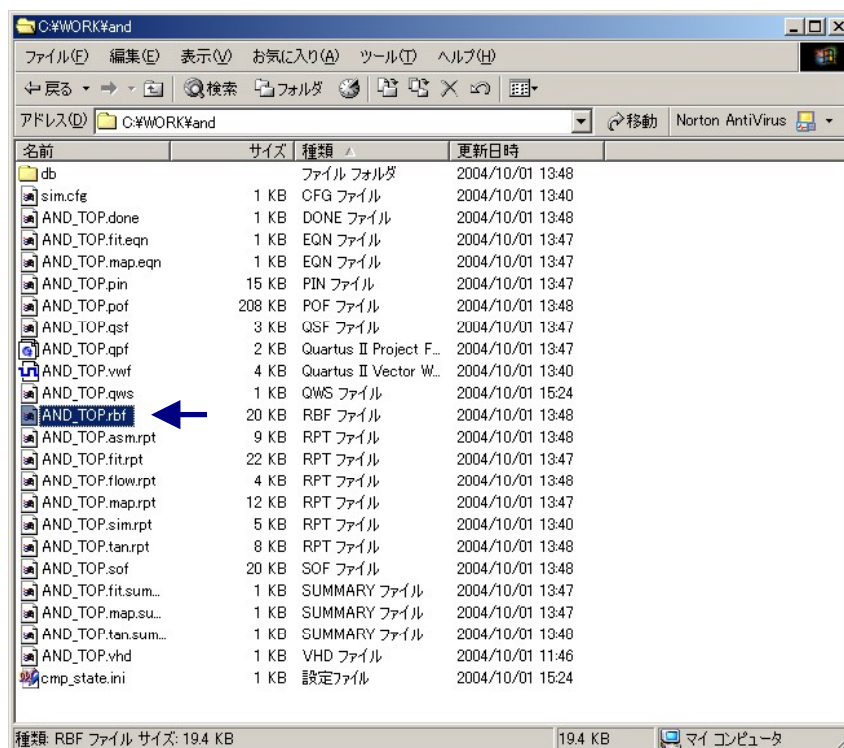 C:¥WORK¥and
ファイル(F) 編集(E) 表示(V) お気に入り(A) ツール(T) ヘルプ(H)
戻る 検索 フォルダ
アドレス(D) C:¥WORK¥and 移動 Norton AntiVirus
名前 サイズ 種類 更新日時
db ファイル フォルダ 2004/10/01 13:48
sim.cfg 1 KB CFG ファイル 2004/10/01 13:40
AND_TOP.done 1 KB DONE ファイル 2004/10/01 13:48
AND_TOP.fit.eqn 1 KB EQN ファイル 2004/10/01 13:47
AND_TOP.map.eqn 1 KB EQN ファイル 2004/10/01 13:47
AND_TOP.pin 15 KB PIN ファイル 2004/10/01 13:47
AND_TOP.pof 208 KB POF ファイル 2004/10/01 13:48
AND_TOP.qsf 3 KB QSF ファイル 2004/10/01 13:47
AND_TOP.qpf 2 KB Quartus II Project F... 2004/10/01 13:47
AND_TOP.vwf 4 KB Quartus II Vector W... 2004/10/01 13:40
AND_TOP.qws 1 KB QWS ファイル 2004/10/01 15:24
AND_TOP.rbf 20 KB RBF ファイル 2004/10/01 13:48
AND_TOP.asm.rpt 9 KB RPT ファイル 2004/10/01 13:48
AND_TOP.fit.rpt 22 KB RPT ファイル 2004/10/01 13:47
AND_TOP.flow.rpt 4 KB RPT ファイル 2004/10/01 13:48
AND_TOP.map.rpt 12 KB RPT ファイル 2004/10/01 13:47
AND_TOP.sim.rpt 5 KB RPT ファイル 2004/10/01 13:40
AND_TOP.tan.rpt 8 KB RPT ファイル 2004/10/01 13:48
AND_TOP.sof 20 KB SOF ファイル 2004/10/01 13:48
AND_TOP.fit.sum... 1 KB SUMMARY ファイル 2004/10/01 13:47
AND_TOP.map.su... 1 KB SUMMARY ファイル 2004/10/01 13:47
AND_TOP.tan.sum... 1 KB SUMMARY ファイル 2004/10/01 13:48
AND_TOP.vhd 1 KB VHD ファイル 2004/10/01 11:46
cmp_state.ini 1 KB 設定ファイル 2004/10/01 15:24
種類: RBF ファイル サイズ: 19.4 KB 19.4 KB マイ コンピュータ